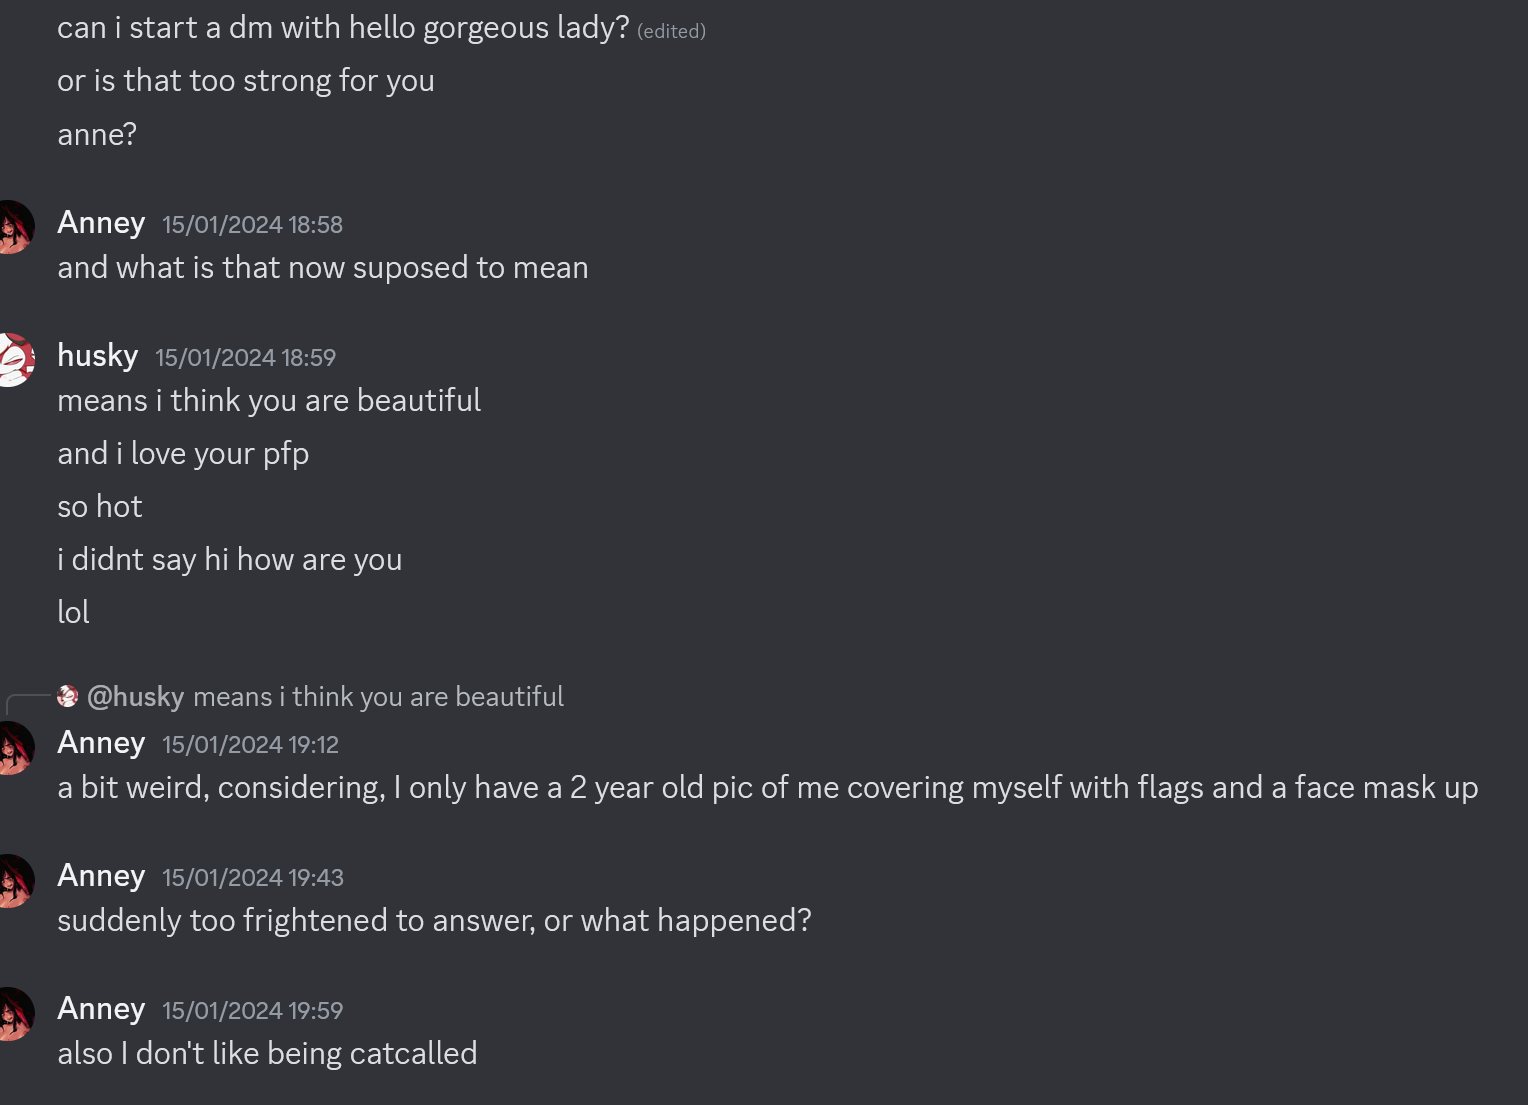 can i start a dm with hello gorgeous lady? (edited)
or is that too strong for you
anne?
Anney 15/01/2024 18:58
and what is that now suposed to mean
husky 15/01/2024 18:59
means i think you are beautiful
and i love your pfp
so hot
i didnt say hi how are you
lol
@husky means i think you are beautiful
Anney 15/01/2024 19:12
a bit weird, considering, I only have a 2 year old pic of me covering myself with flags and a face mask up
Anney 15/01/2024 19:43
suddenly too frightened to answer, or what happened?
Anney 15/01/2024 19:59
also I don't like being catcalled